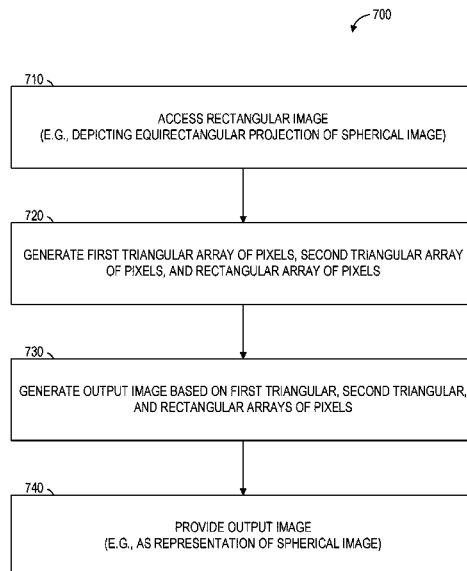 700
710
ACCESS RECTANGULAR IMAGE
(E.G., DEPICTING EQUIRECTANGULAR PROJECTION OF SPHERICAL IMAGE)
720
GENERATE FIRST TRIANGULAR ARRAY OF PIXELS, SECOND TRIANGULAR ARRAY
OF PIXELS, AND RECTANGULAR ARRAY OF PIXELS
730
GENERATE OUTPUT IMAGE BASED ON FIRST TRIANGULAR, SECOND TRIANGULAR,
AND RECTANGULAR ARRAYS OF PIXELS
740
PROVIDE OUTPUT IMAGE
(E.G., AS REPRESENTATION OF SPHERICAL IMAGE)